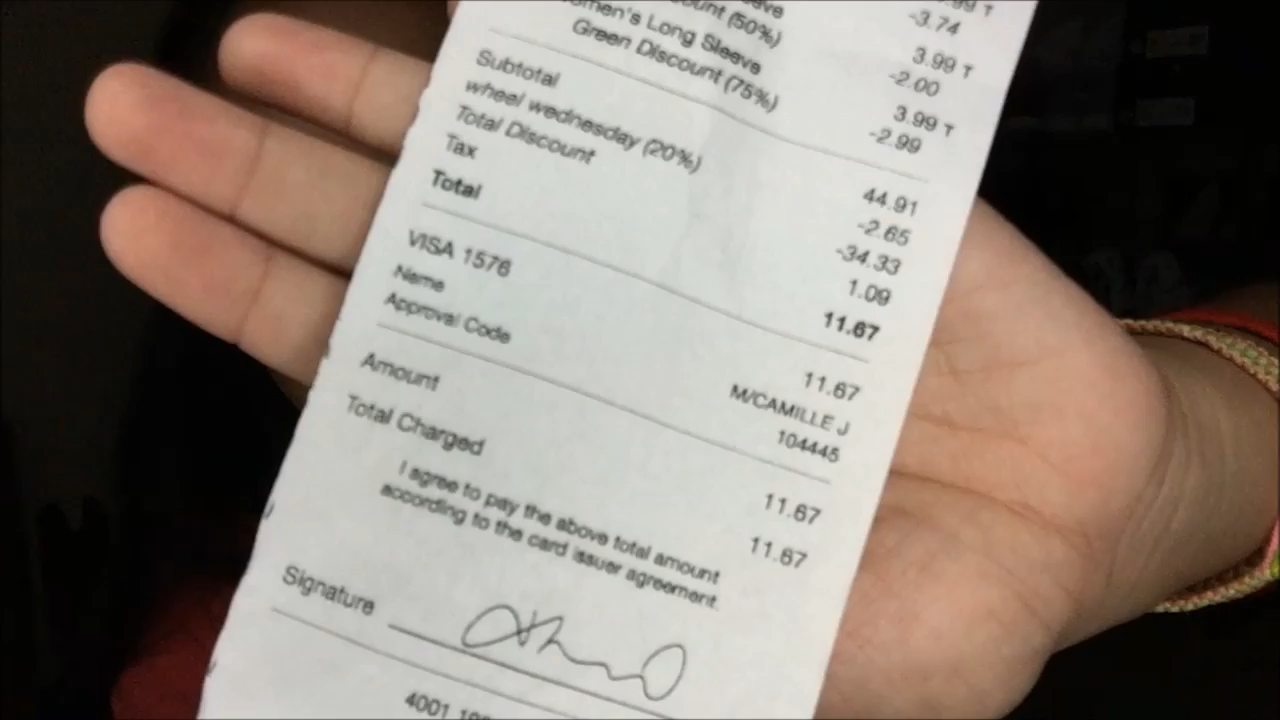 .99 T
(50%) -3.74
Long Sleeve 3.99 T
Green Discount (75%) -2.00
3.99 T
-2.99
Subtotal 44.91
wheel wednesday (20%) -2.65
Total Discount -34.33
Tax 1.09
Total 11.67
VISA 1576 11.67
Name M/CAMILLE J
Approval Code 104445
Amount 11.67
Total Charged 11.67
I agree to pay the above total amount
according to the card issuer agreement.
Signature
4001